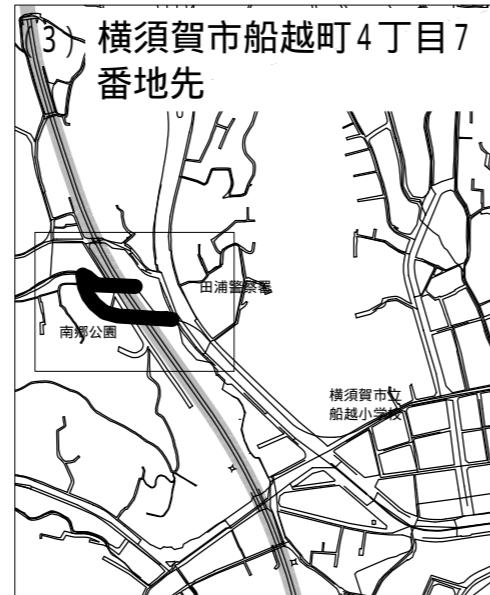 (3) 横須賀市船越町4丁目7
番地先
田浦警察署
南郷公園
横須賀市立
船越小学校